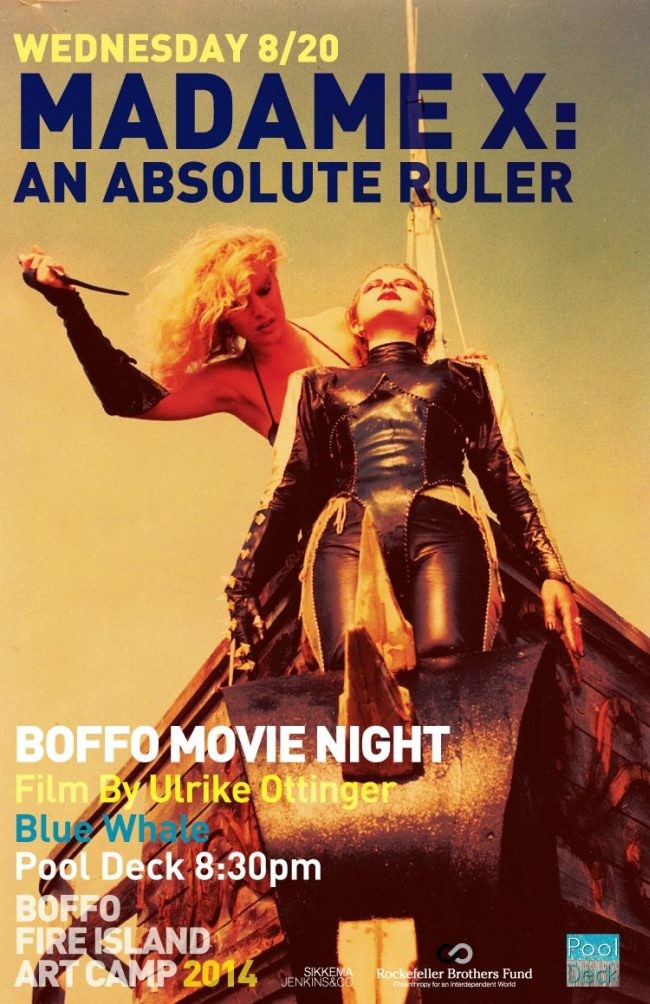 WEDNESDAY 8/20
MADAME X:
AN ABSOLUTE RULER
BOFFO MOVIE NIGHT
Film By Ulrike Ottinger
Blue Whale
Pool Deck 8:30pm
BOFFO
FIRE ISLAND
ART CAMP 2014
SIKKEMA
JENKINS&CO
Rockefeller Brothers Fund
Philanthropy for an Interdependent World
Pool
Deck